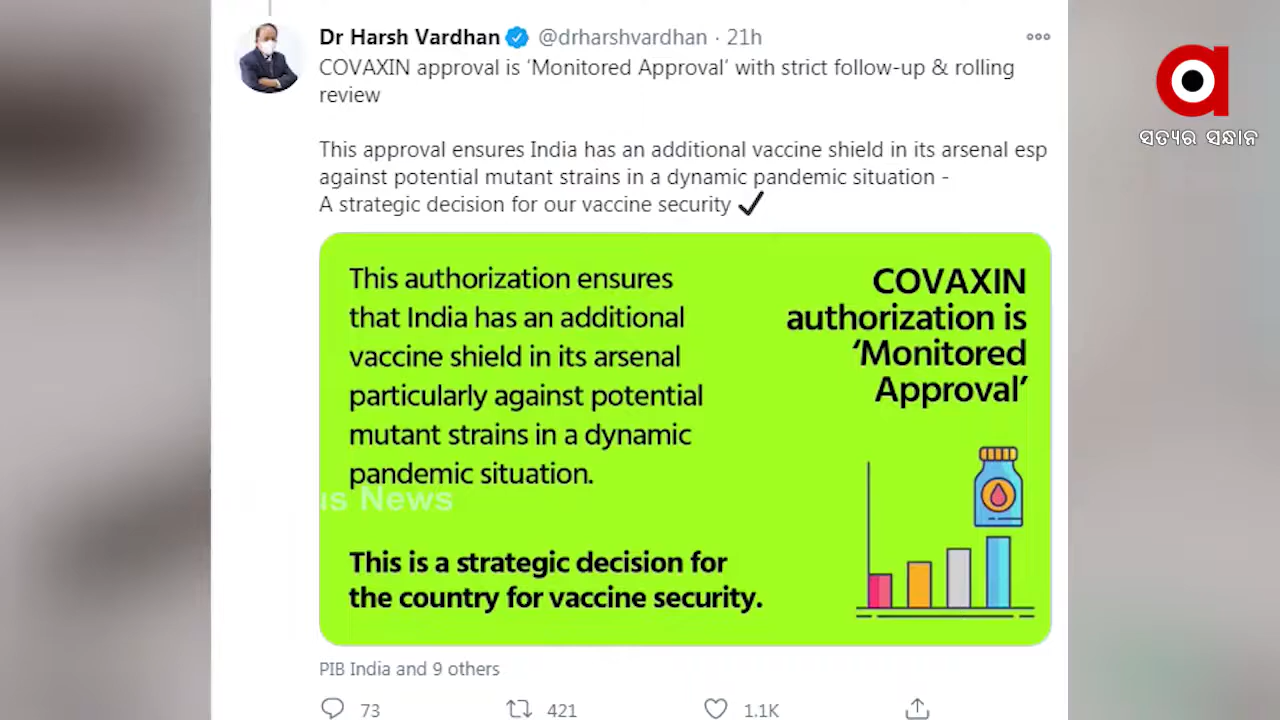 Dr Harsh Vardhan @drharshvardhan · 21h
COVAXIN approval is ‘Monitored Approval’ with strict follow-up & rolling
review
This approval ensures India has an additional vaccine shield in its arsenal esp
against potential mutant strains in a dynamic pandemic situation -
A strategic decision for our vaccine security ✔
This authorization ensures
that India has an additional
vaccine shield in its arsenal
particularly against potential
mutant strains in a dynamic
pandemic situation.
This is a strategic decision for
the country for vaccine security.
COVAXIN
authorization is
‘Monitored
Approval’
News
PIB India and 9 others
73 421 1.1K
ସତ୍ୟର ସନ୍ଧାନ